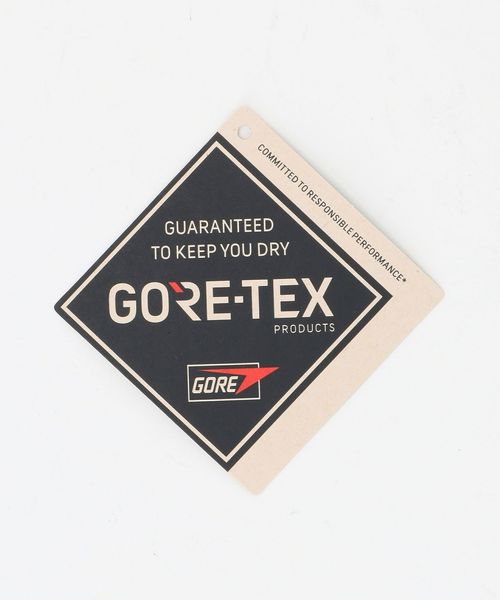 COMMITTED TO RESPONSIBLE PERFORMANCE*
GUARANTEED
TO KEEP YOU DRY
GORE-TEX
PRODUCTS
GORE